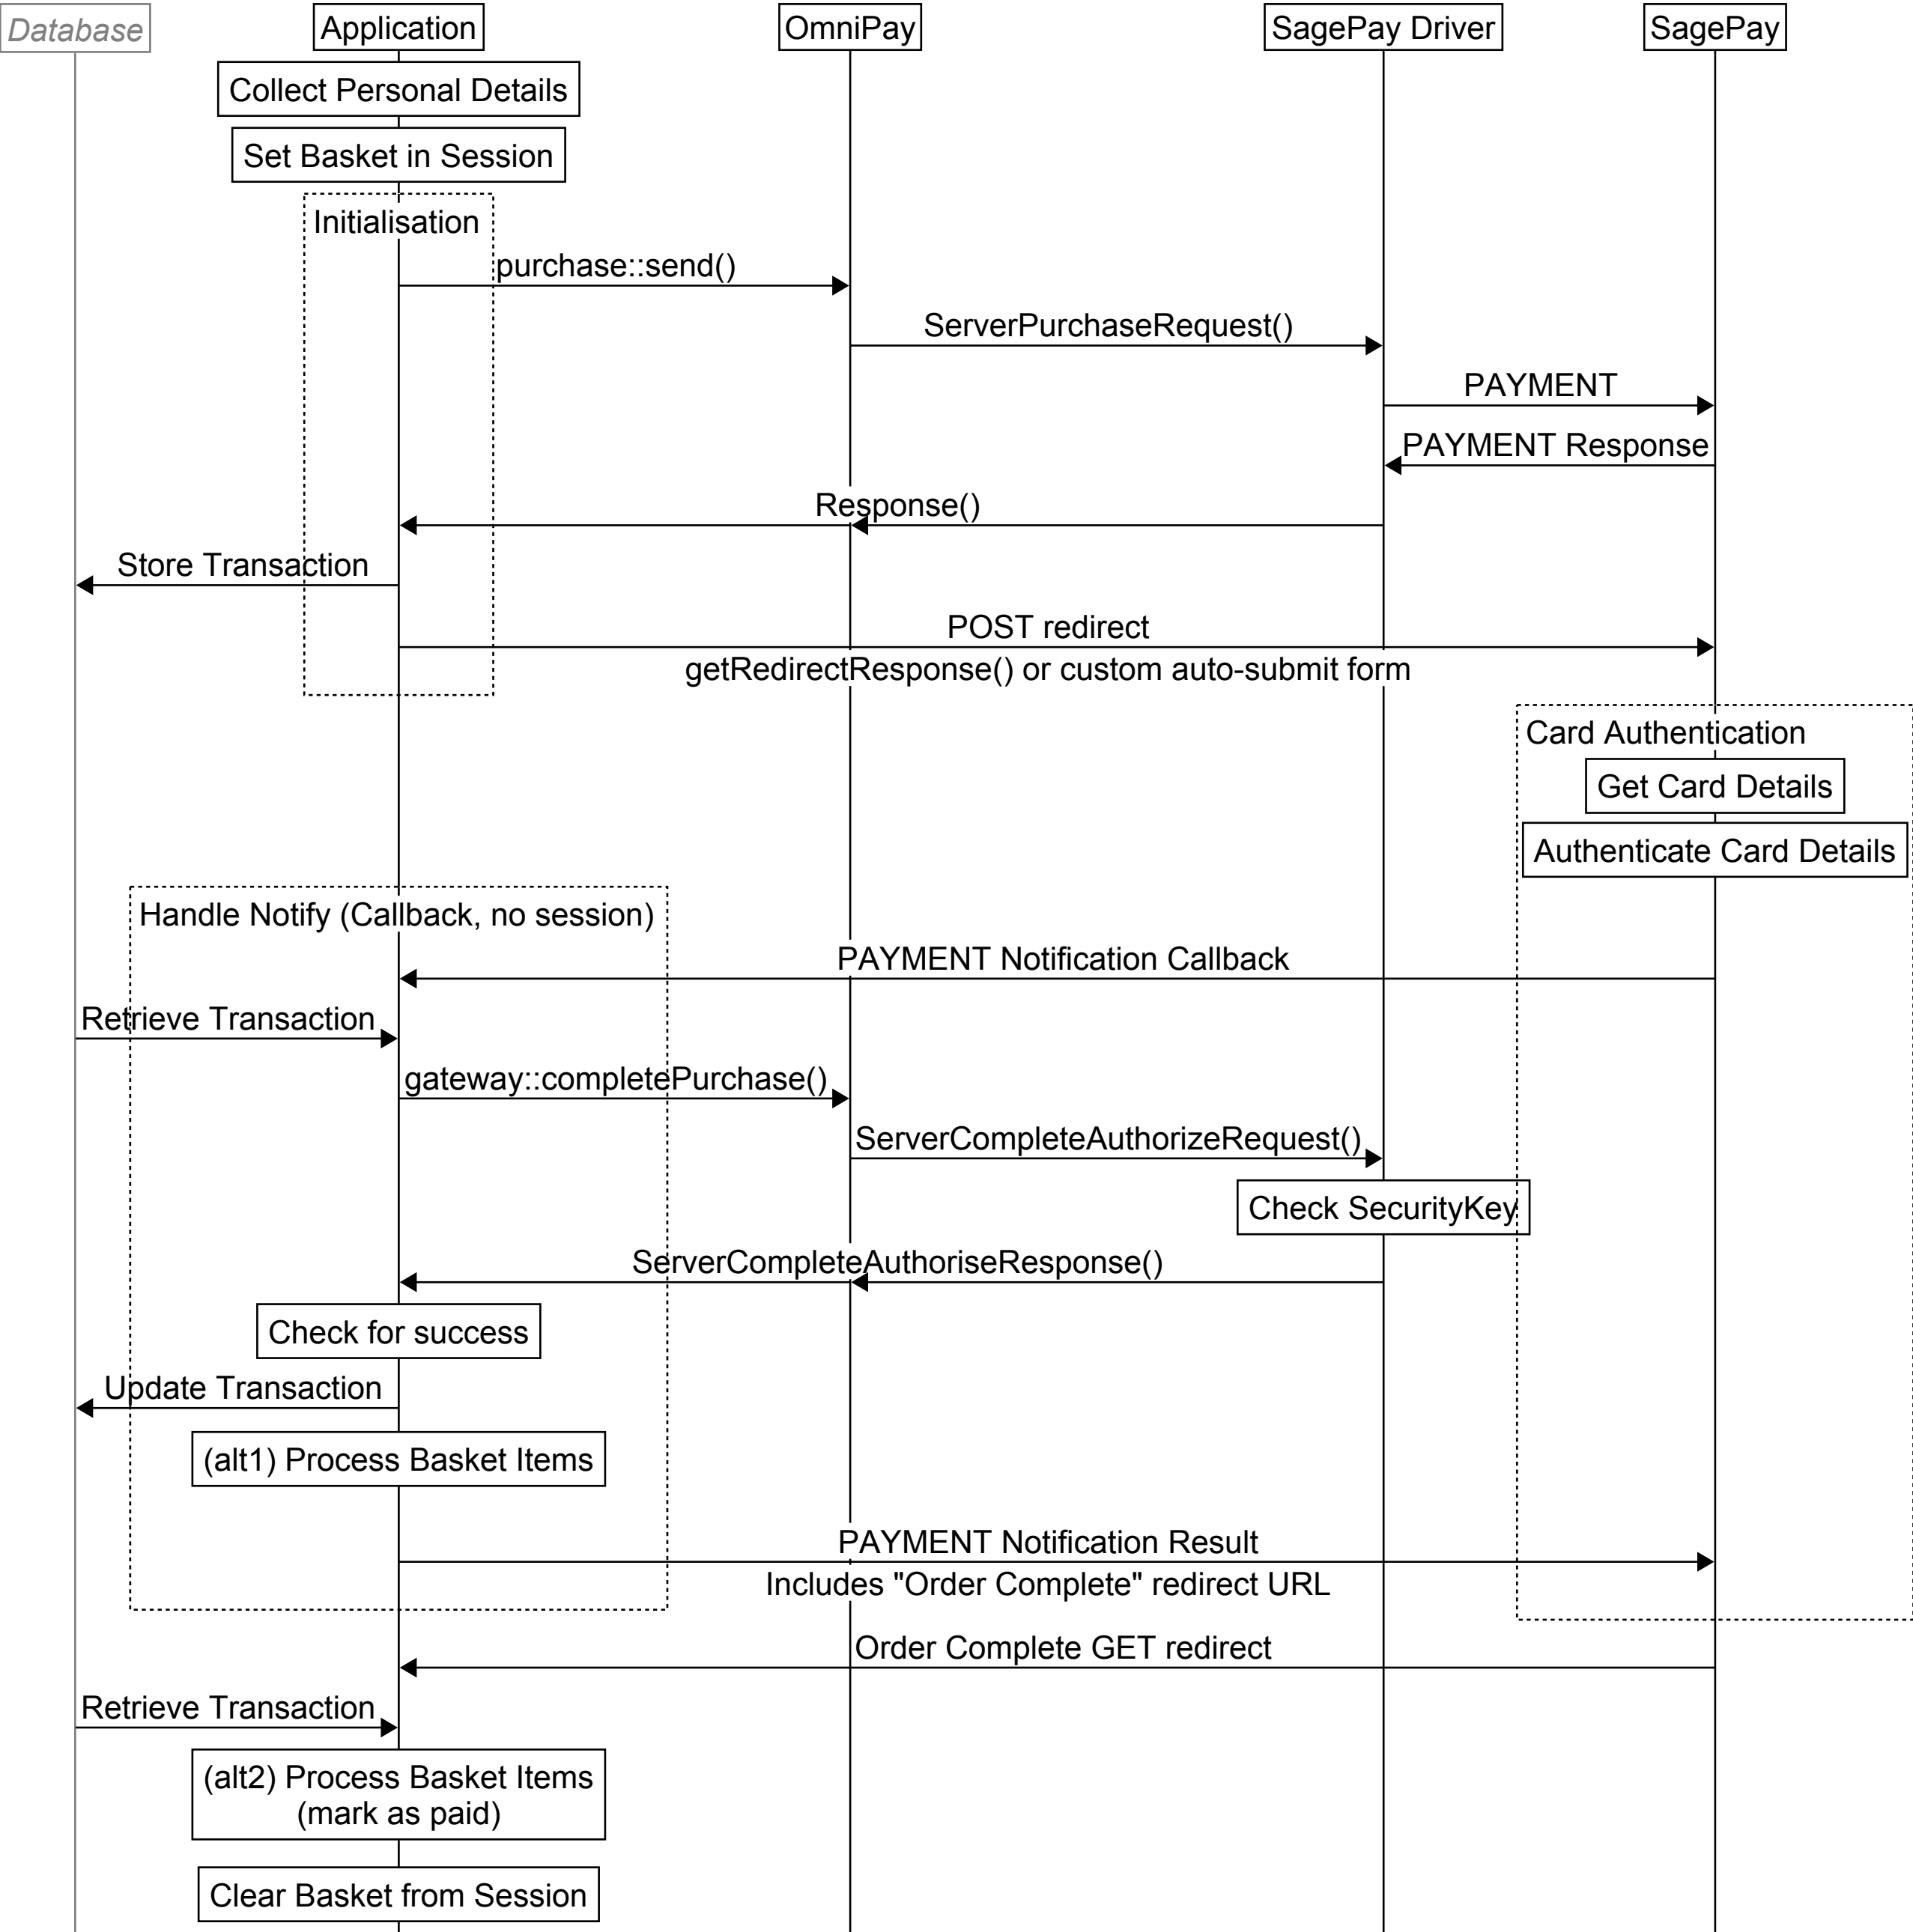 Database
Application
OmniPay
SagePay Driver
SagePay
Collect Personal Details
Set Basket in Session
Initialisation
purchase::send()
ServerPurchaseRequest()
PAYMENT
PAYMENT Response
Response()
Store Transaction
POST redirect
getRedirectResponse() or custom auto-submit form
Card Authentication
Get Card Details
Authenticate Card Details
Handle Notify (Callback, no session)
PAYMENT Notification Callback
Retrieve Transaction
gateway::completePurchase()
ServerCompleteAuthorizeRequest()
Check SecurityKey
ServerCompleteAuthoriseResponse()
Check for success
Update Transaction
(alt1) Process Basket Items
PAYMENT Notification Result
Includes "Order Complete" redirect URL
Order Complete GET redirect
Retrieve Transaction
(alt2) Process Basket Items
(mark as paid)
Clear Basket from Session